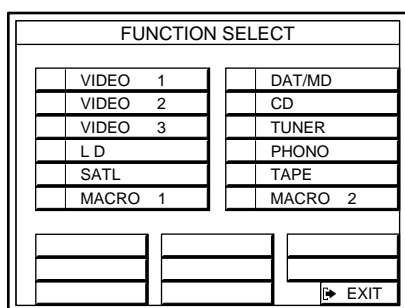 FUNCTION SELECT
VIDEO 1 DAT/MD
VIDEO 2 CD
VIDEO 3 TUNER
L D PHONO
SATL TAPE
MACRO 1 MACRO 2
EXIT